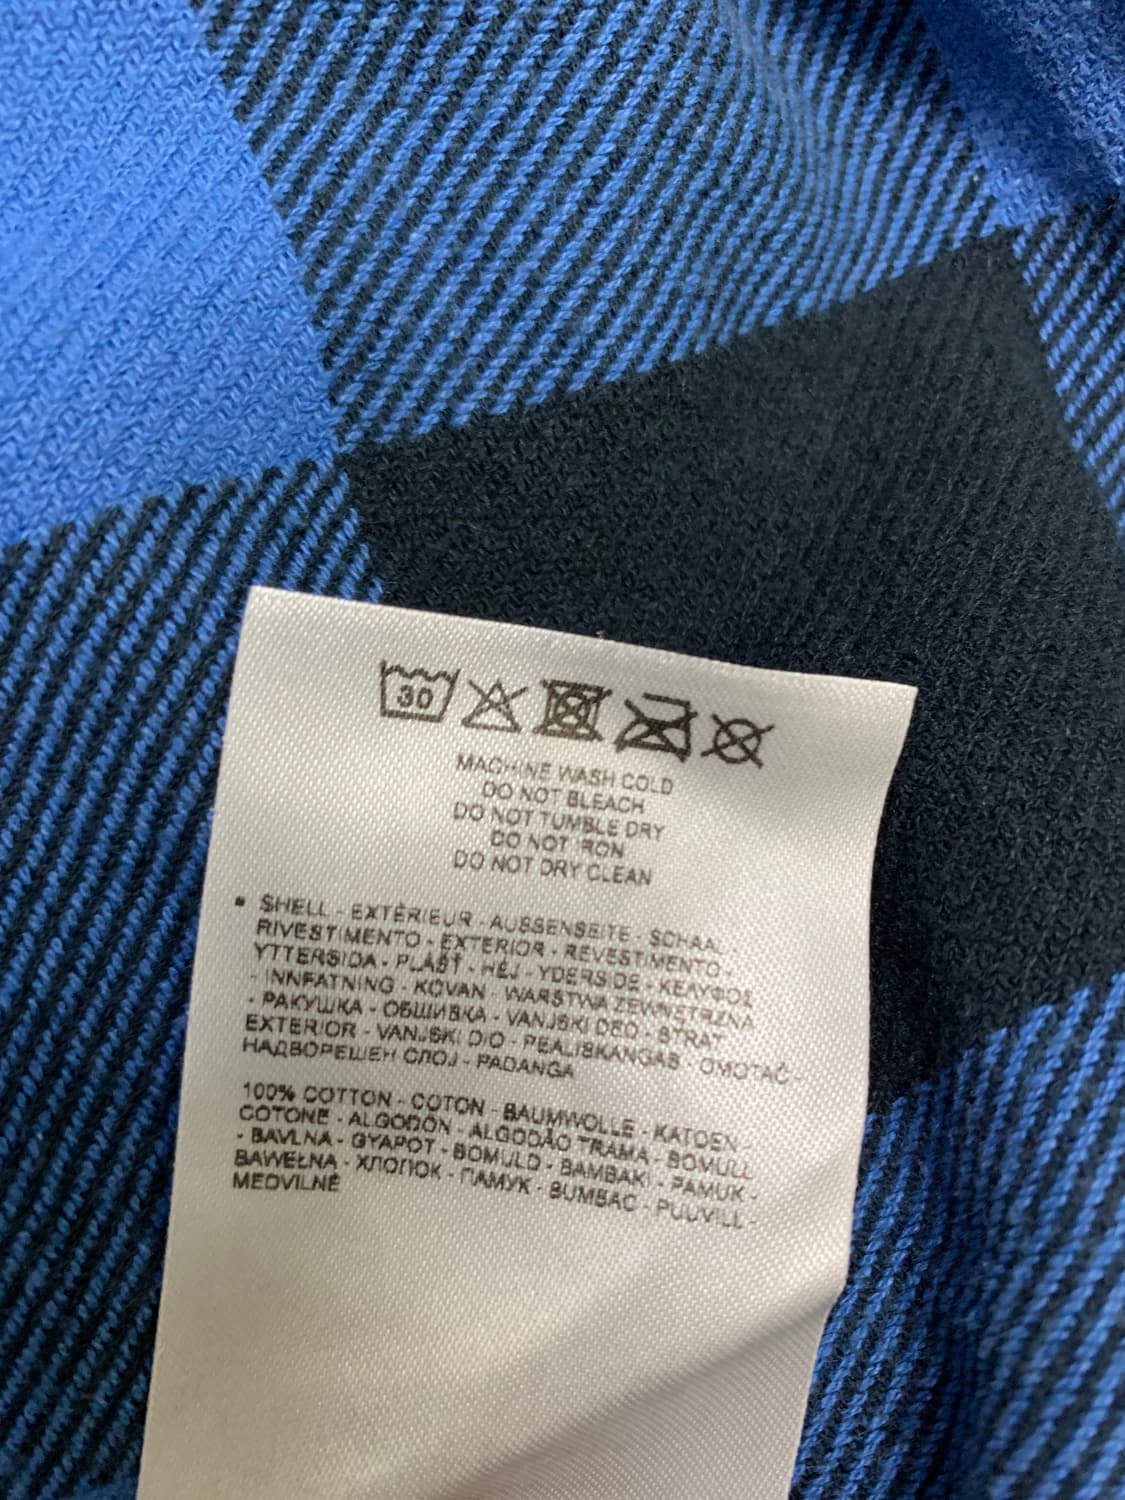 30
MACHINE WASH COLD
DO NOT BLEACH
DO NOT TUMBLE DRY
DO NOT IRON
DO NOT DRY CLEAN
SHELL - EXTÉRIEUR - AUSSENSEITE - SCHAAL
RIVESTIMENTO - EXTERIOR - REVESTIMENTO -
YTTERSIDA - PLÁŠŤ - HÉJ - YDERSIDE - ΚΕΛΥΦΟΣ
- INNFATNING - KOVAN - WARSTWA ZEWNĘTRZNA
- РАКУШКА - ОБШИВКА - VANJSKI DEO - STRAT
EXTERIOR - VANJSKI DIO - PEALISKANGAS - OMOTAČ -
НАДВОРЕШЕН СЛОЈ - PADANGA
100% COTTON - COTON - BAUMWOLLE - KATOEN -
COTONE - ALGODÓN - ALGODÃO TRAMA - BOMULL
- BAVLNA - GYAPOT - BOMULD - BAMBAKI - PAMUK -
BAWEŁNA - ХЛОПОК - ПАМУК - BUMBAC - PUUVILL -
MEDVILNĖ